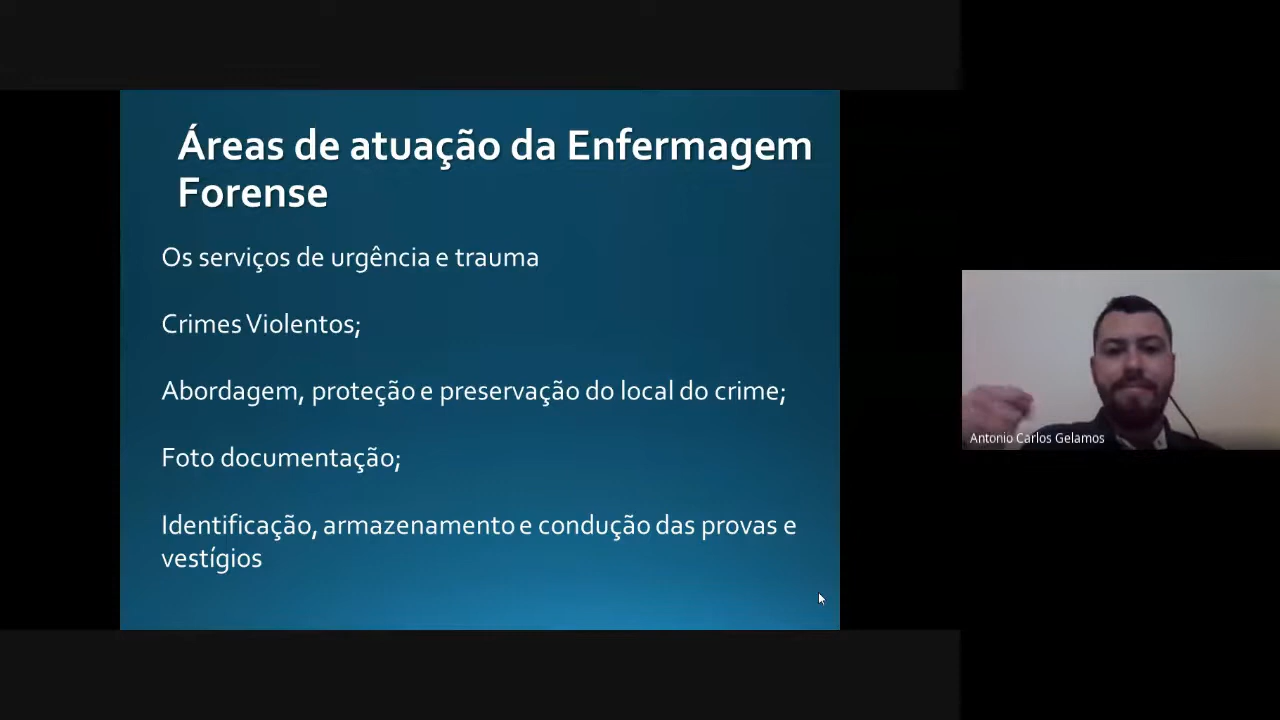 Áreas de atuação da Enfermagem
Forense
Os serviços de urgência e trauma
Crimes Violentos;
Abordagem, proteção e preservação do local do crime;
Foto documentação;
Identificação, armazenamento e condução das provas e
vestígios
Antonio Carlos Gelamos